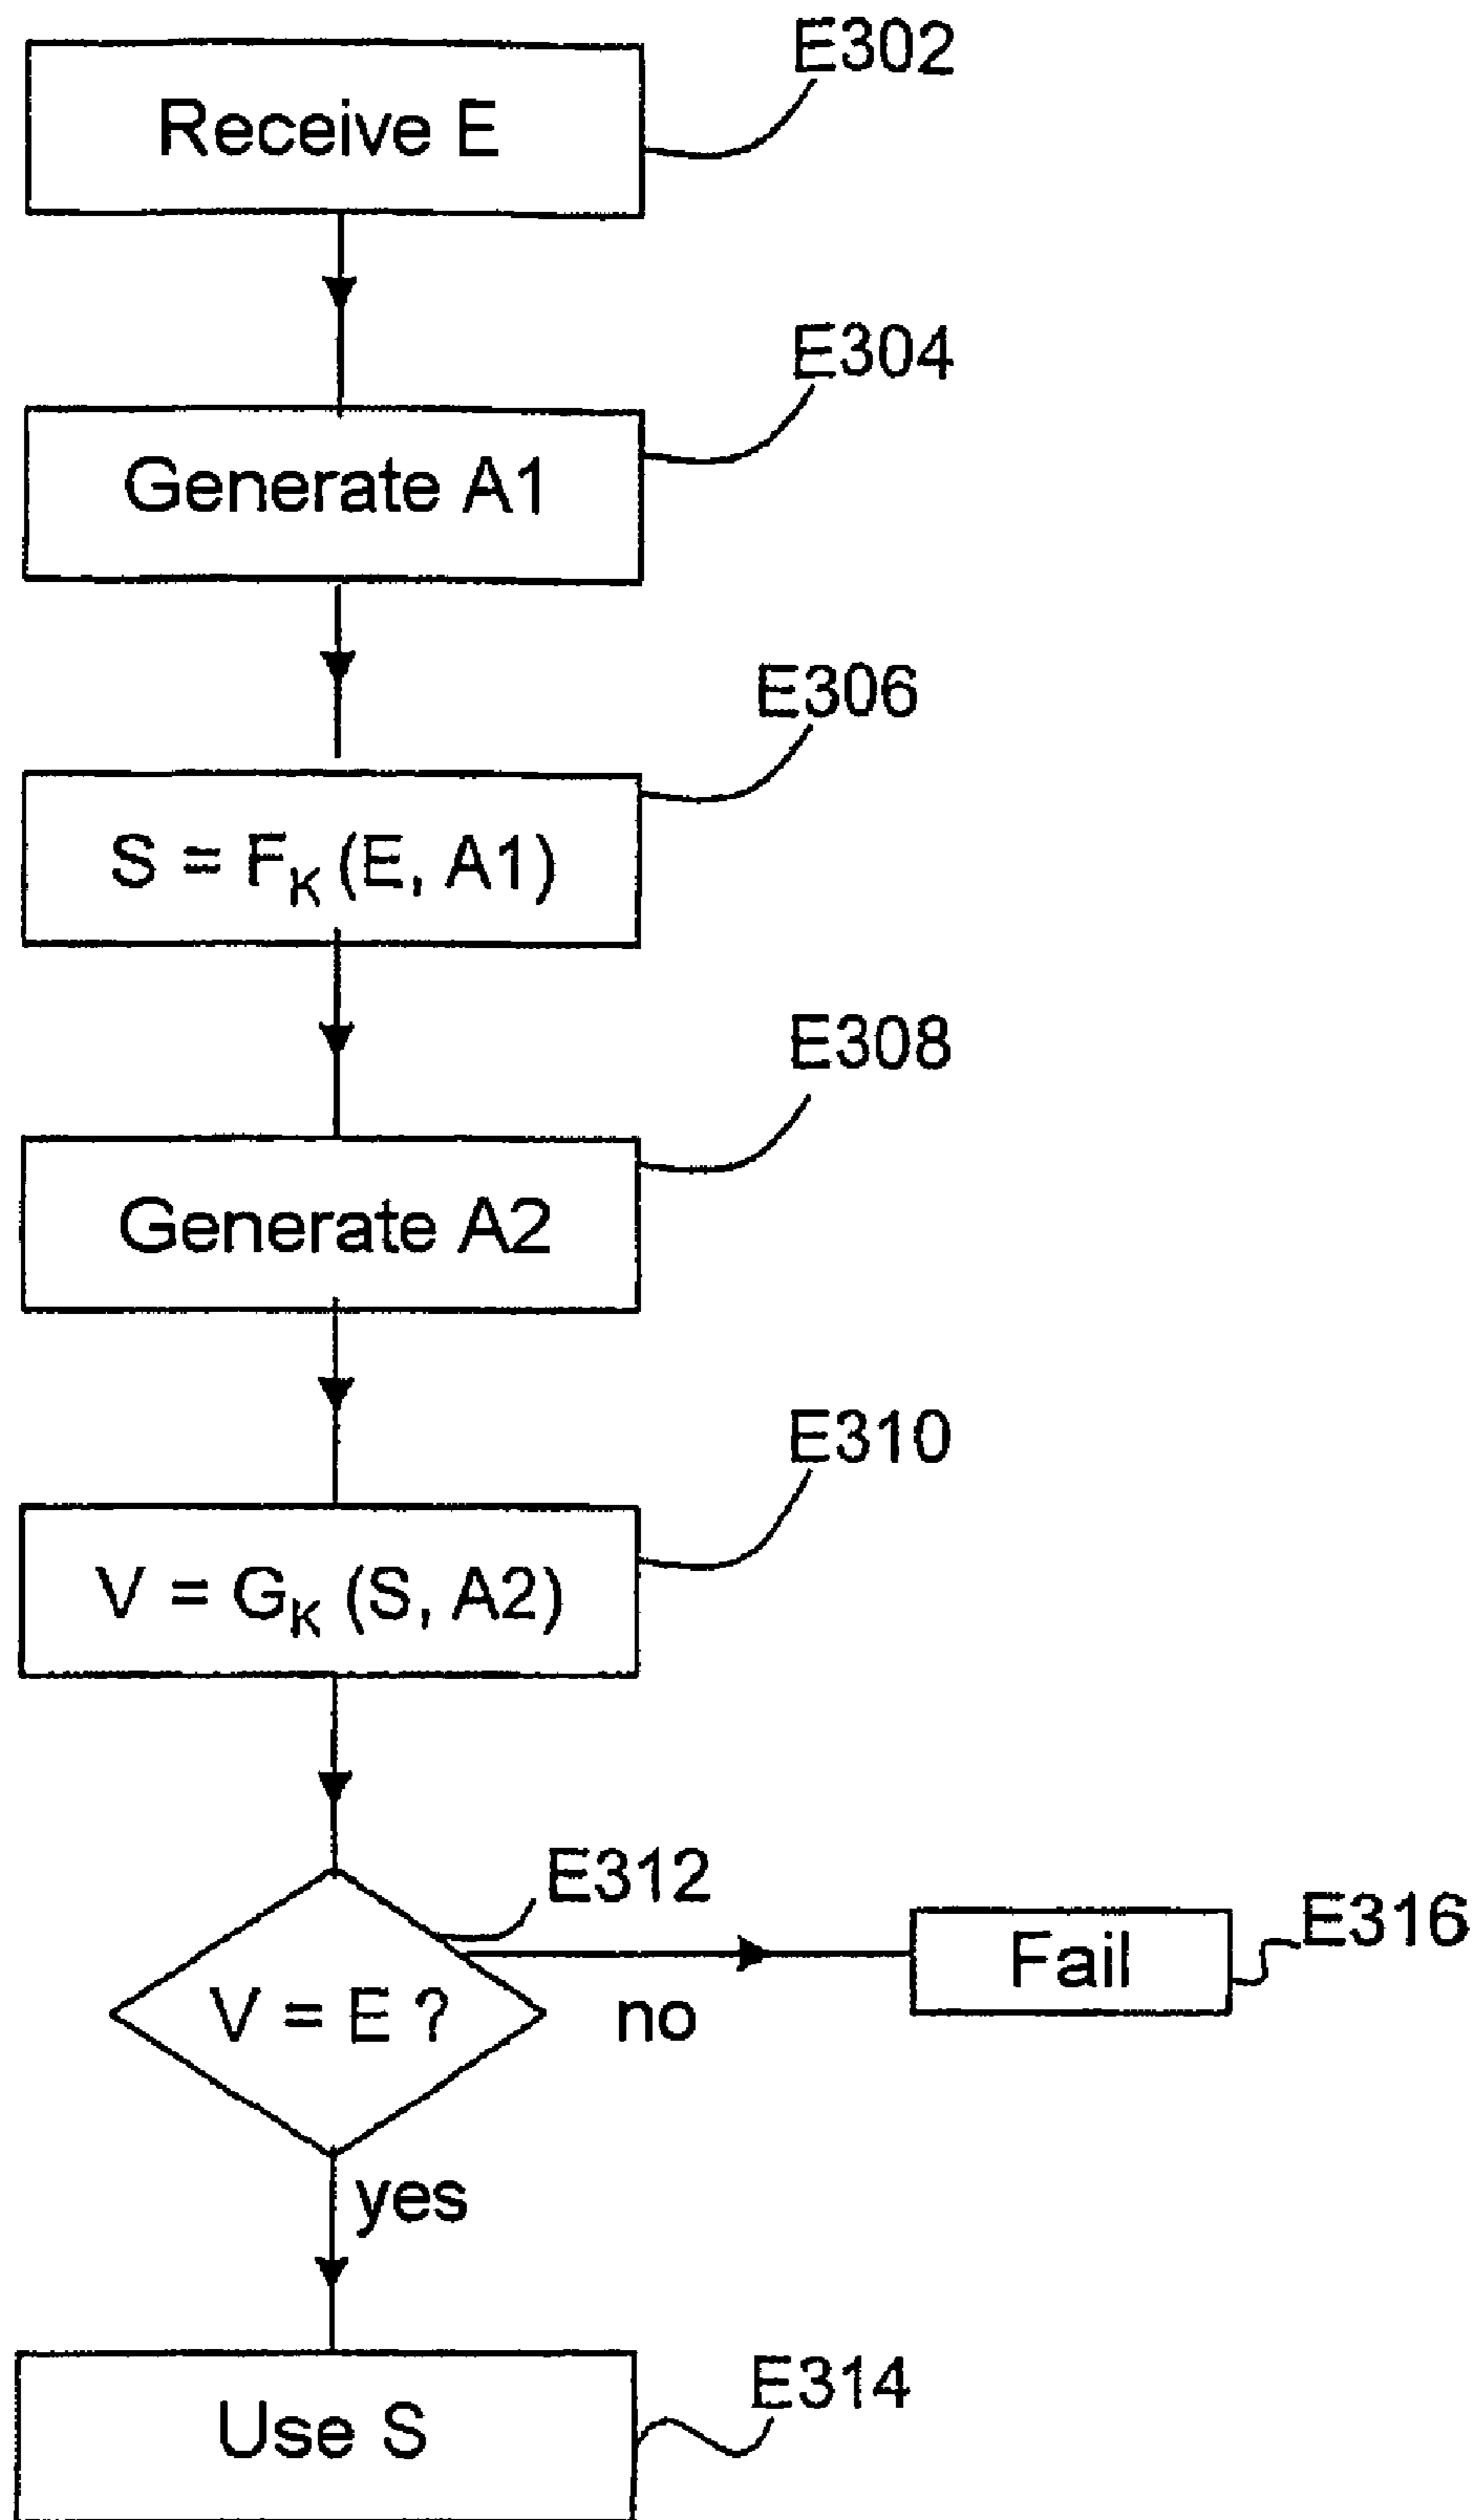 E302
Receive E
E304
Generate A1
E306
S = FK (E, A1)
E308
Generate A2
E310
V = GK (S, A2)
E312
E316
Fail
V = E ?
no
yes
E314
Use S